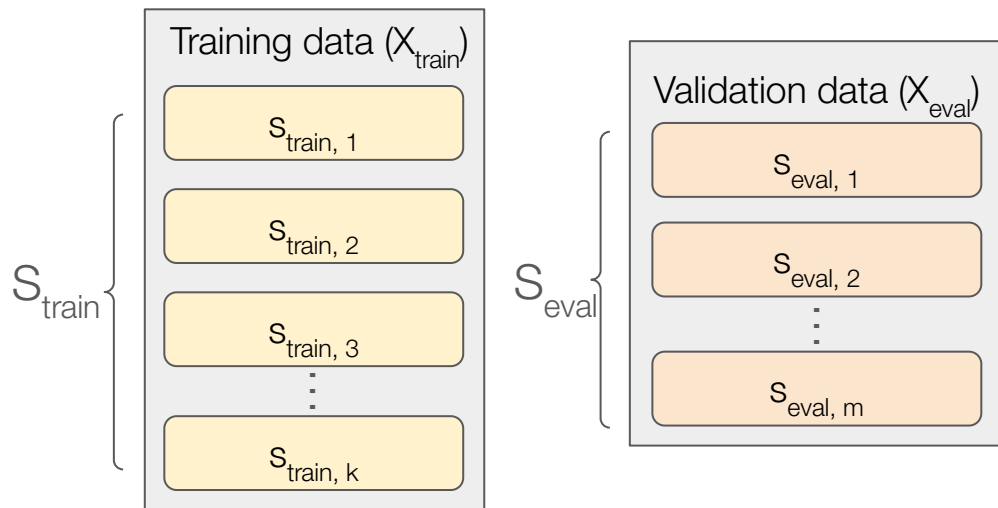 Training data (X_train)
S_train, 1
S_train, 2
S_train, 3
S_train, k
S_train
Validation data (X_eval)
S_eval, 1
S_eval, 2
S_eval, m
S_eval